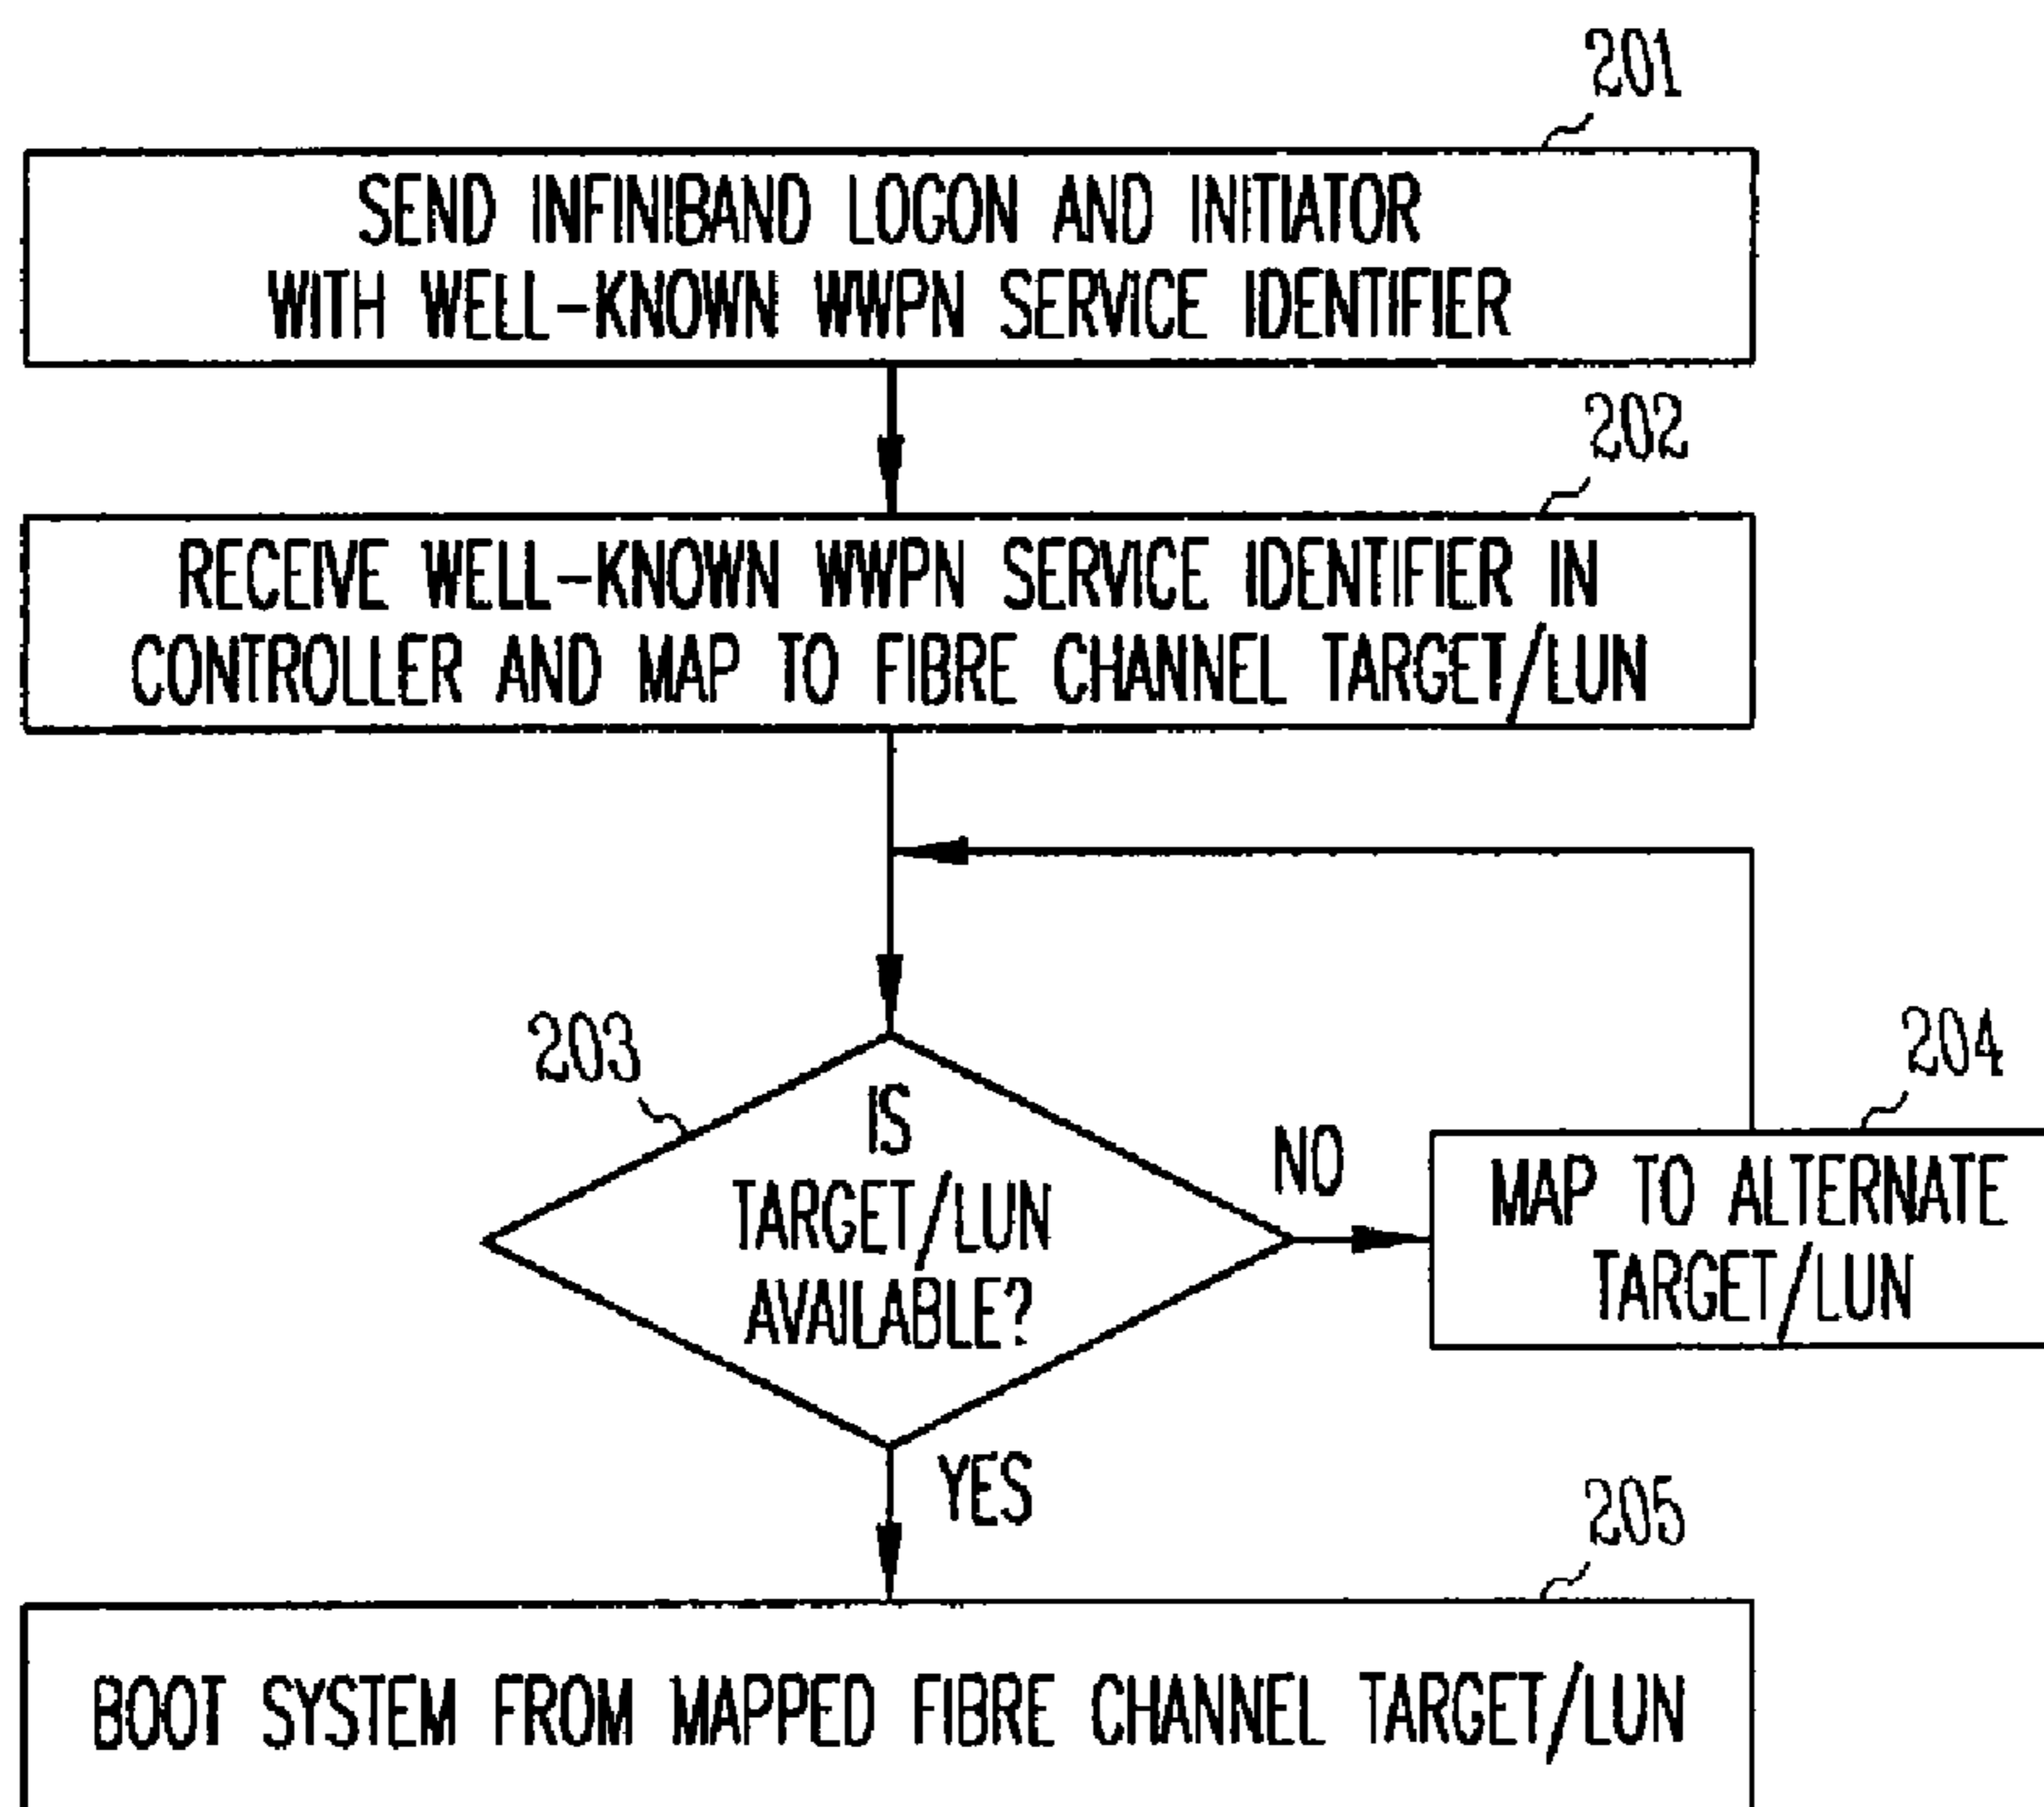 201
SEND INFINIBAND LOGON AND INITIATOR
WITH WELL-KNOWN WWPN SERVICE IDENTIFIER
202
RECEIVE WELL-KNOWN WWPN SERVICE IDENTIFIER IN
CONTROLLER AND MAP TO FIBRE CHANNEL TARGET/LUN
203
IS
TARGET/LUN
AVAILABLE?
NO
204
MAP TO ALTERNATE
TARGET/LUN
YES
205
BOOT SYSTEM FROM MAPPED FIBRE CHANNEL TARGET/LUN